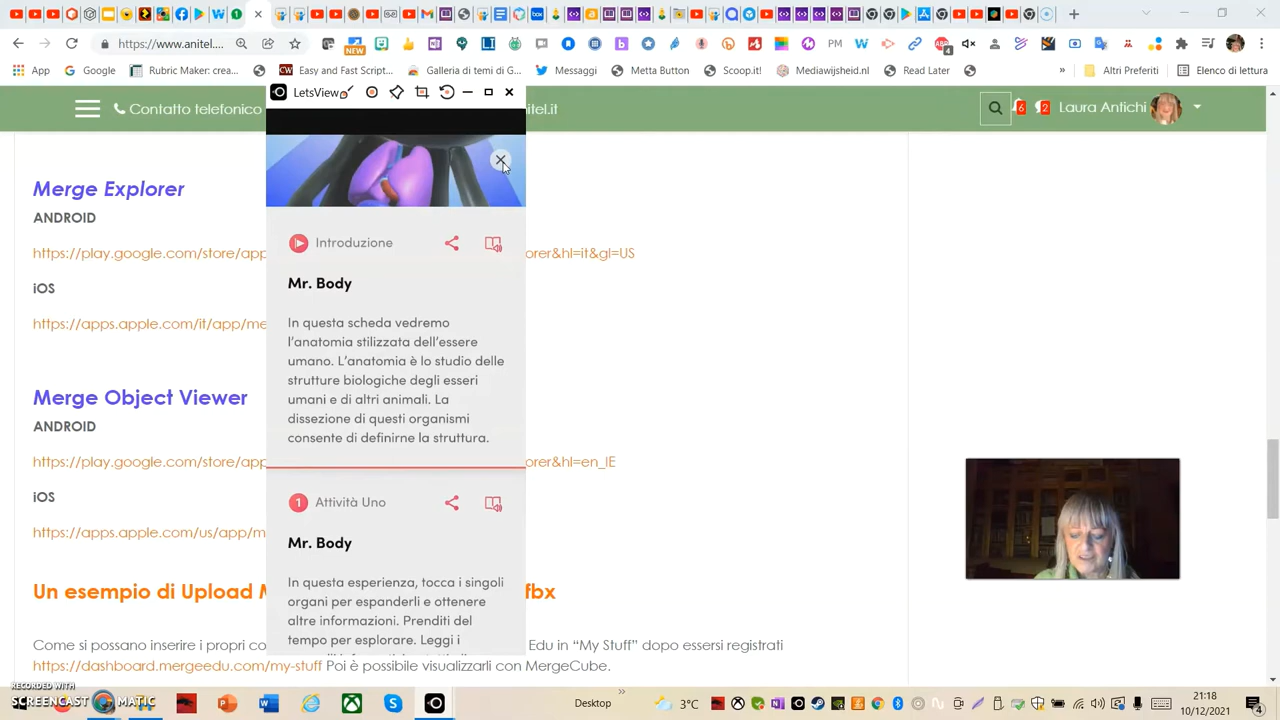 https://www.anitel.
App
Google
Rubric Maker: crea...
Easy and Fast Script...
Galleria di temi di G...
Messaggi
Metta Button
Scoop.it!
Mediawijsheid.nl
Read Later
»
Altri Preferiti
Elenco di lettura
LetsView
Contatto telefonico
nitel.it
6
2
Laura Antichi
Merge Explorer
ANDROID
https://play.google.com/store/app
orer&hl=it&gl=US
iOS
https://apps.apple.com/it/app/me
Merge Object Viewer
ANDROID
https://play.google.com/store/app
orer&hl=en_IE
iOS
https://apps.apple.com/us/app/m
Un esempio di Upload M
fbx
Come si possano inserire i propri co
Edu in “My Stuff” dopo essersi registrati
https://dashboard.mergeedu.com/my-stuff Poi è possibile visualizzarli con MergeCube.
Introduzione
Mr. Body
In questa scheda vedremo
l’anatomia stilizzata dell’essere
umano. L’anatomia è lo studio delle
strutture biologiche degli esseri
umani e di altri animali. La
dissezione di questi organismi
consente di definirne la struttura.
1 Attività Uno
Mr. Body
In questa esperienza, tocca i singoli
organi per espanderli e ottenere
altre informazioni. Prenditi del
tempo per esplorare. Leggi i
RECORDED WITH
SCREENCAST MATIC
Desktop
»
3°C
21:18
10/12/2021
4